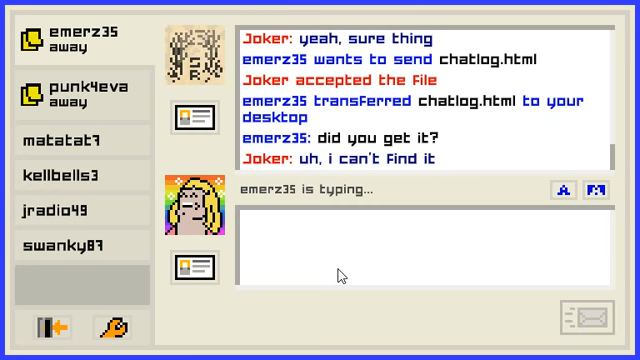 emerz35
away
punk4eva
away
matatat7
kellbells3
jradio49
swanky87
SR
Joker: yeah, sure thing
emerz35 wants to send chatlog.html
Joker accepted the file
emerz35 transferred chatlog.html to your
desktop
emerz35: did you get it?
Joker: uh, i can't find it
emerz35 is typing...
A